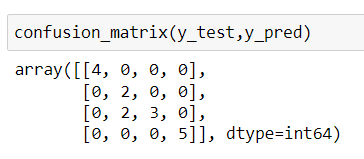 confusion_matrix(y_test,y_pred)
array([[4, 0, 0, 0],
       [0, 2, 0, 0],
       [0, 2, 3, 0],
       [0, 0, 0, 5]], dtype=int64)